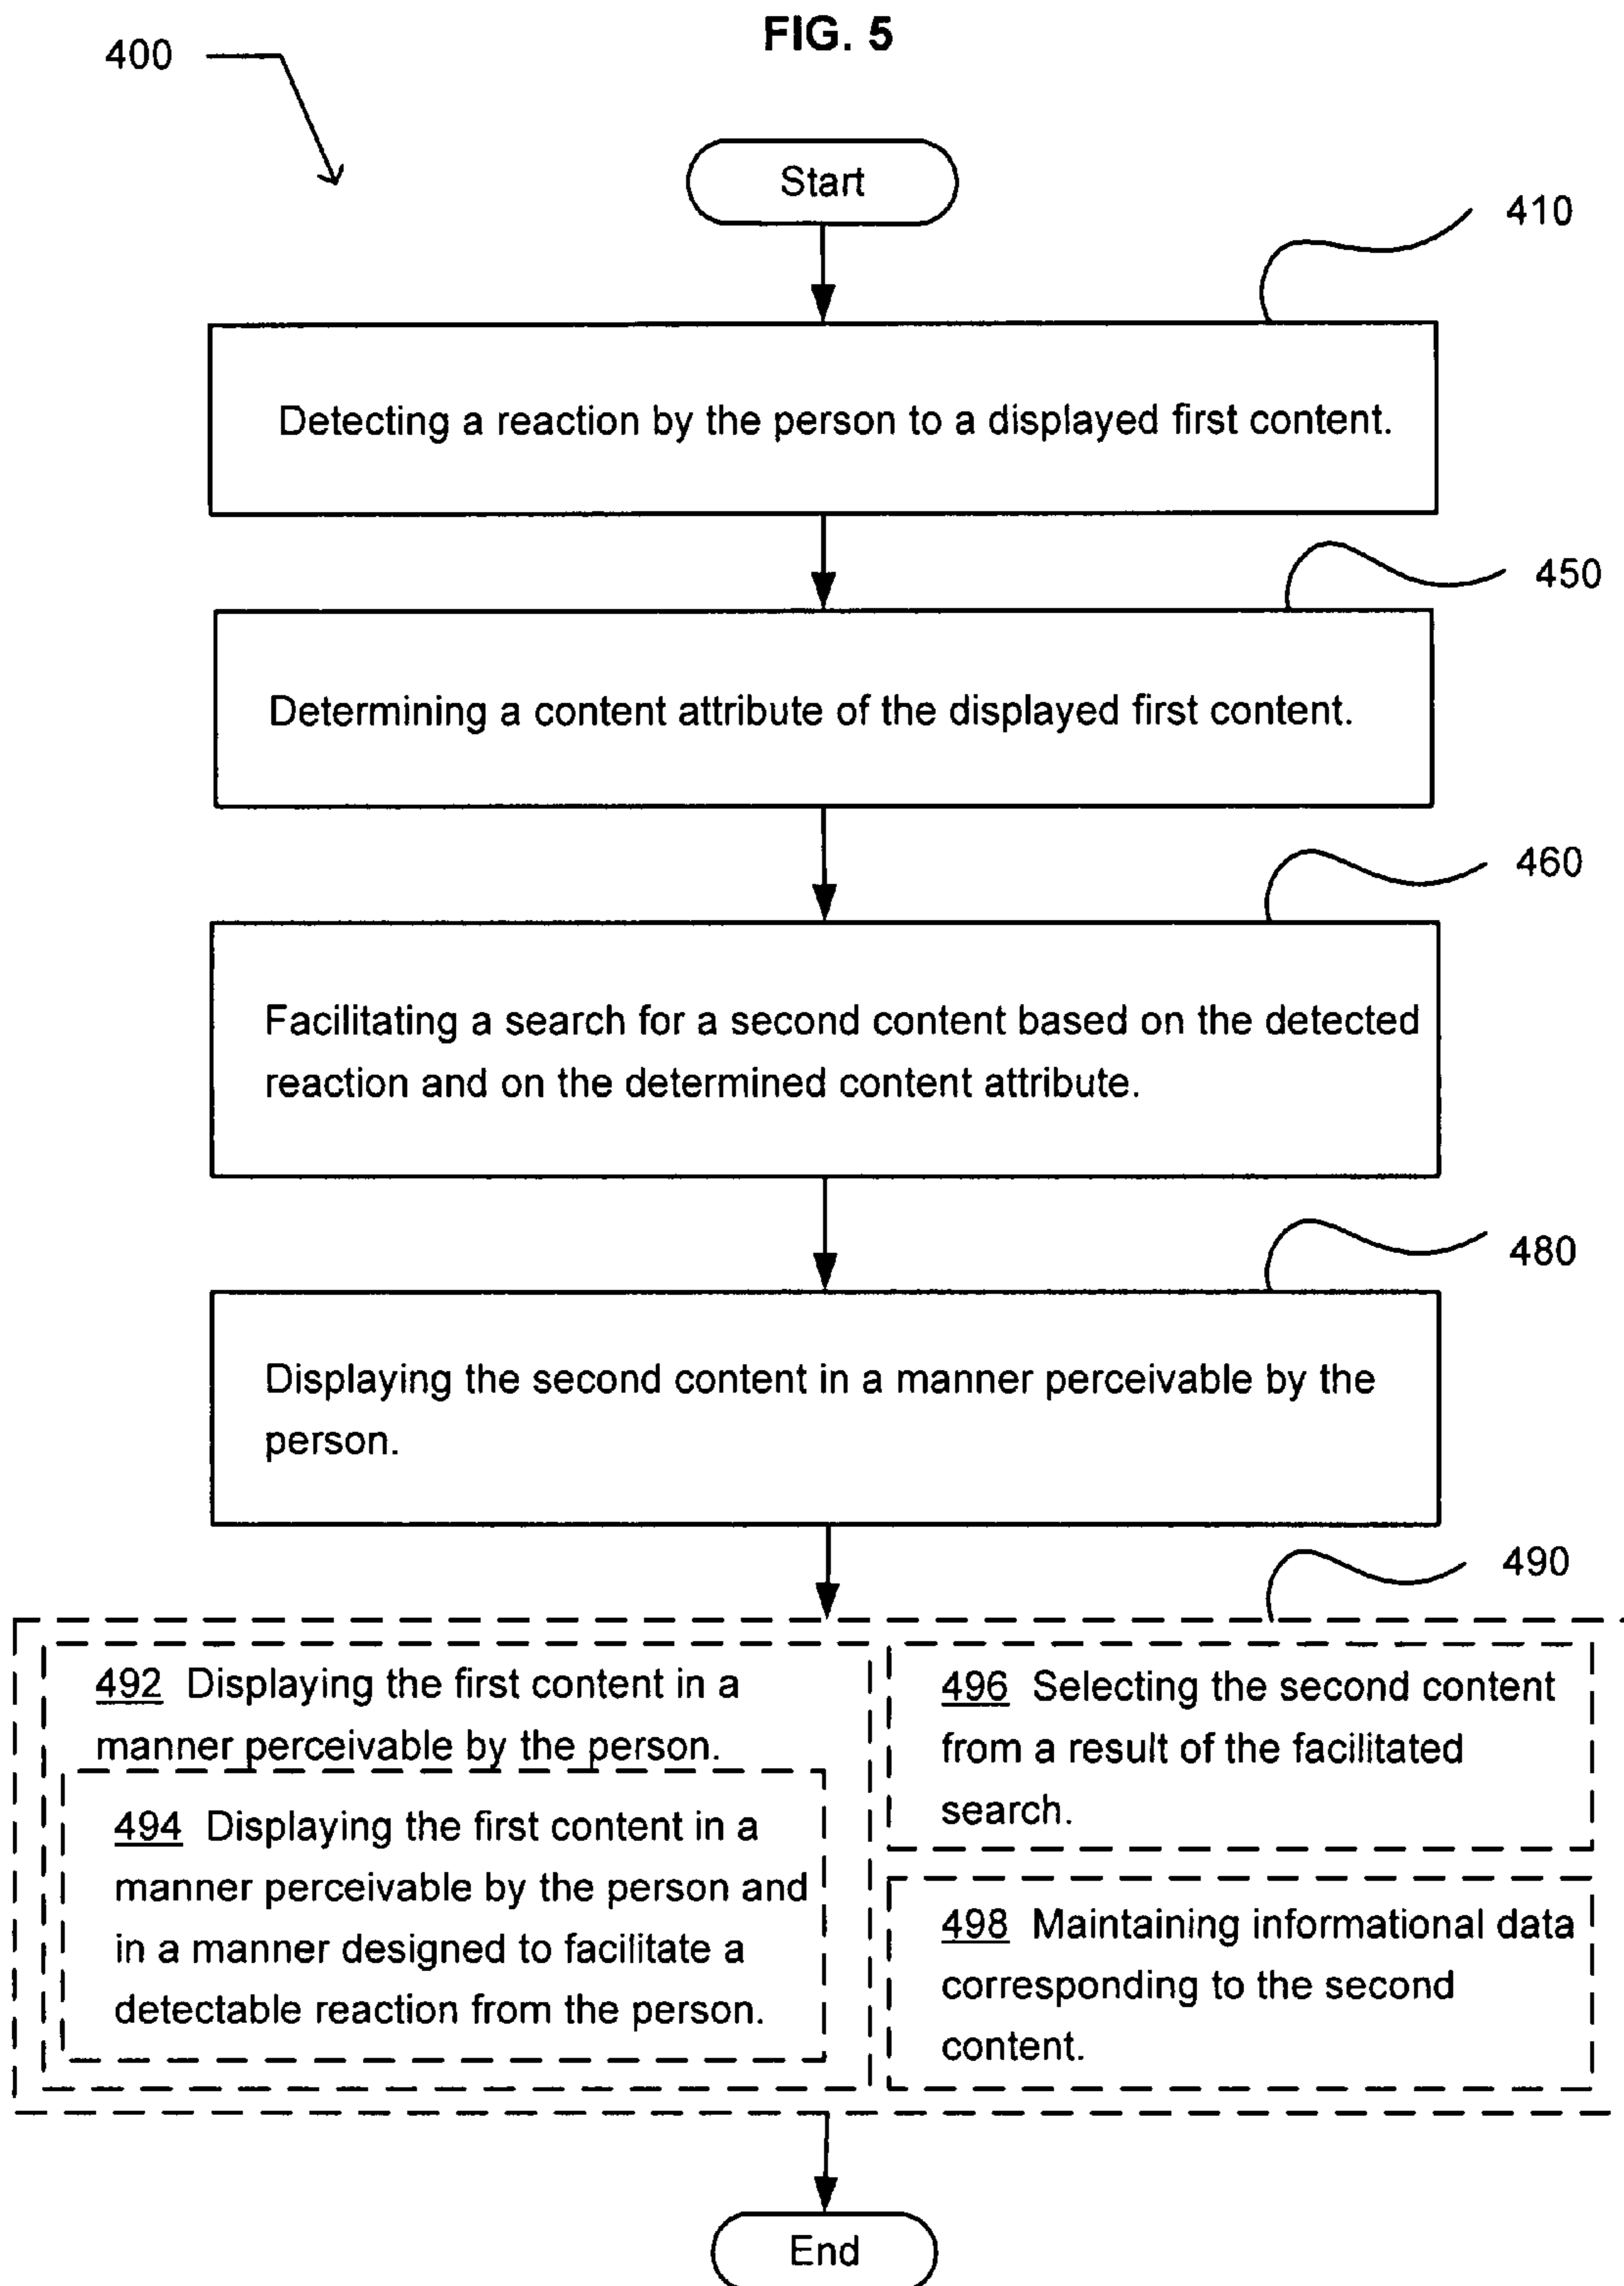 FIG. 5
400
Start
410
Detecting a reaction by the person to a displayed first content.
450
Determining a content attribute of the displayed first content.
460
Facilitating a search for a second content based on the detected
reaction and on the determined content attribute.
480
Displaying the second content in a manner perceivable by the
person.
490
492 Displaying the first content in a
manner perceivable by the person.
494 Displaying the first content in a
manner perceivable by the person and
in a manner designed to facilitate a
detectable reaction from the person.
496 Selecting the second content
from a result of the facilitated
search.
498 Maintaining informational data
corresponding to the second
content.
End